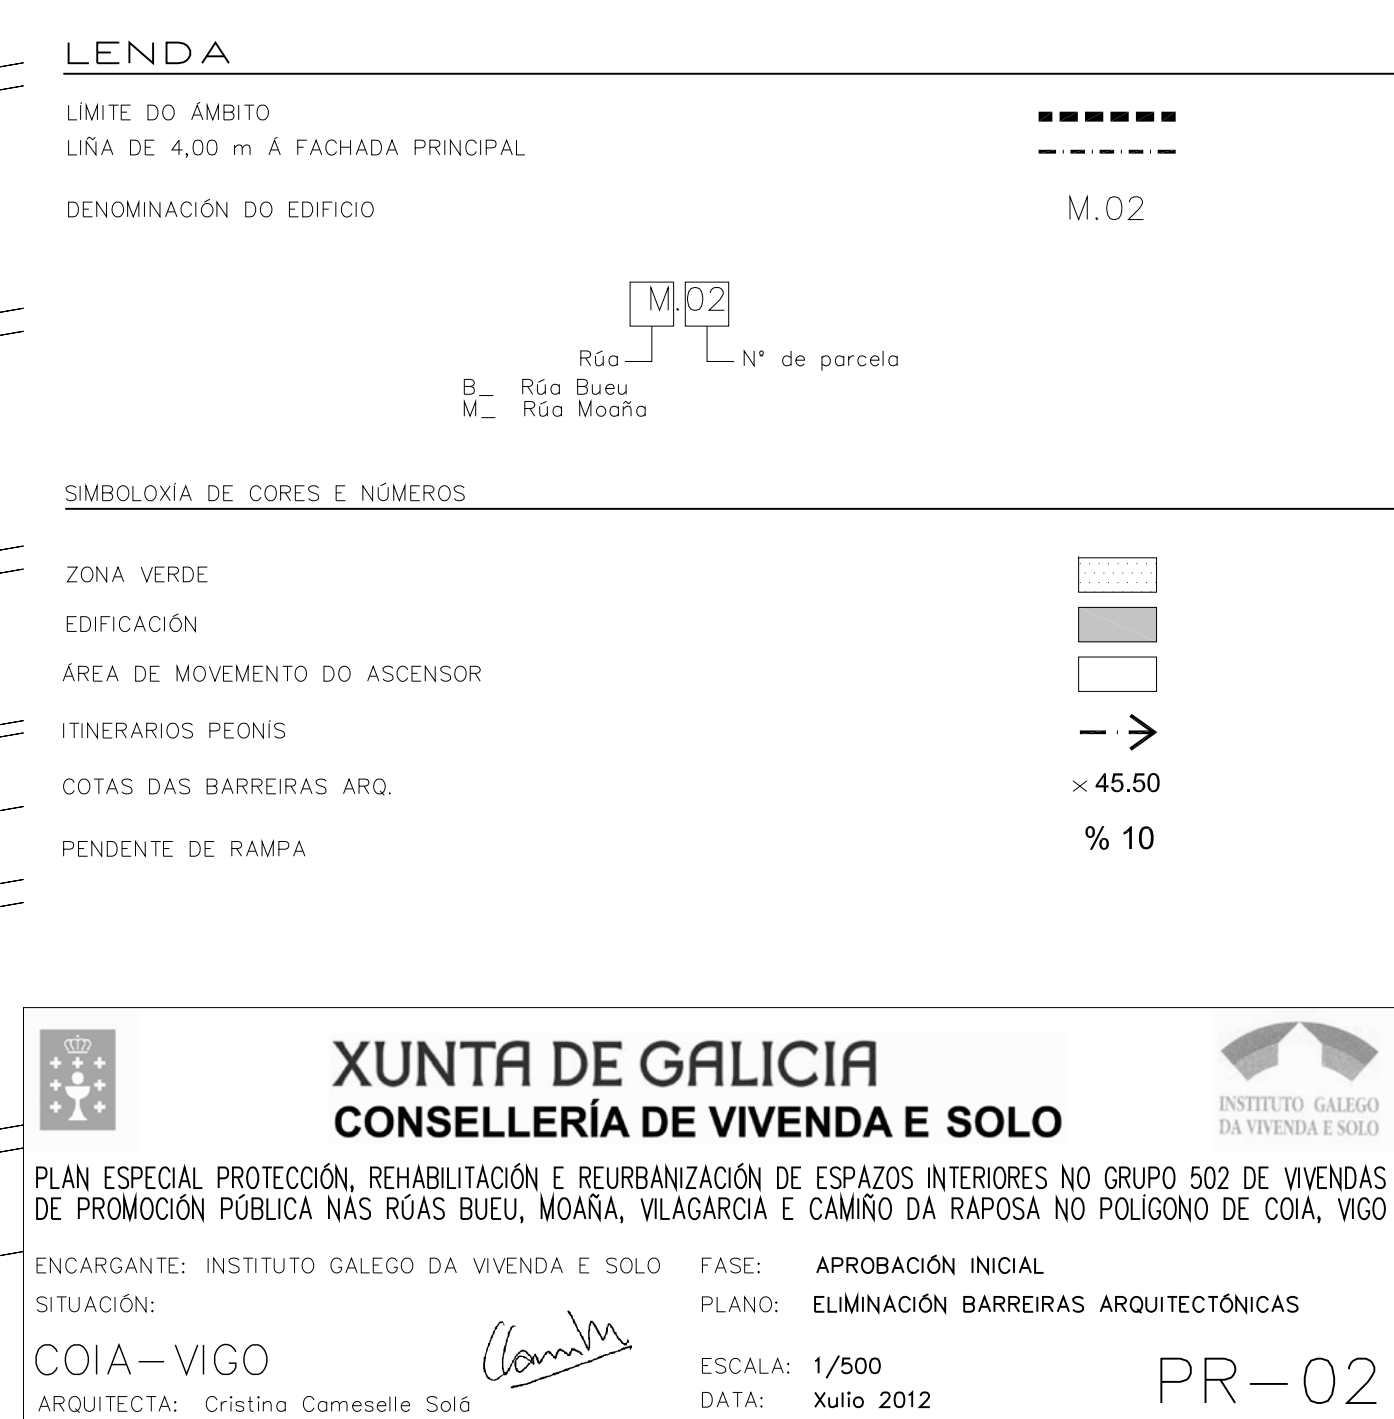 LENDA
LÍMITE DO ÁMBITO
LIÑA DE 4,00 m Á FACHADA PRINCIPAL
DENOMINACIÓN DO EDIFICIO M.02
M.02
Rúa Nº de parcela
B_ Rúa Bueu
M_ Rúa Moaña
SIMBOLOXÍA DE CORES E NÚMEROS
ZONA VERDE
EDIFICACIÓN
ÁREA DE MOVEMENTO DO ASCENSOR
ITINERARIOS PEONÍS
COTAS DAS BARREIRAS ARQ. × 45.50
PENDENTE DE RAMPA % 10
XUNTA DE GALICIA
CONSELLERÍA DE VIVENDA E SOLO
INSTITUTO GALEGO
DA VIVENDA E SOLO
PLAN ESPECIAL PROTECCIÓN, REHABILITACIÓN E REURBANIZACIÓN DE ESPAZOS INTERIORES NO GRUPO 502 DE VIVENDAS
DE PROMOCIÓN PÚBLICA NAS RÚAS BUEU, MOAÑA, VILAGARCIA E CAMIÑO DA RAPOSA NO POLÍGONO DE COIA, VIGO
ENCARGANTE: INSTITUTO GALEGO DA VIVENDA E SOLO
FASE: APROBACIÓN INICIAL
SITUACIÓN:
PLANO: ELIMINACIÓN BARREIRAS ARQUITECTÓNICAS
COIA-VIGO
ESCALA: 1/500
PR-02
ARQUITECTA: Cristina Cameselle Solá
DATA: Xulio 2012